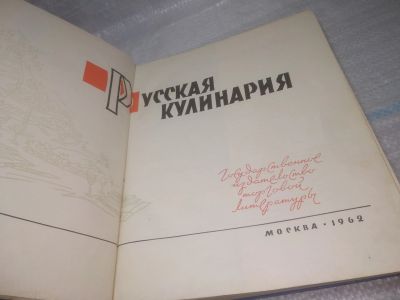 РУССКАЯ
КУЛИНАРИЯ
Государственное
издательство
торговой
литературы
МОСКВА · 1962